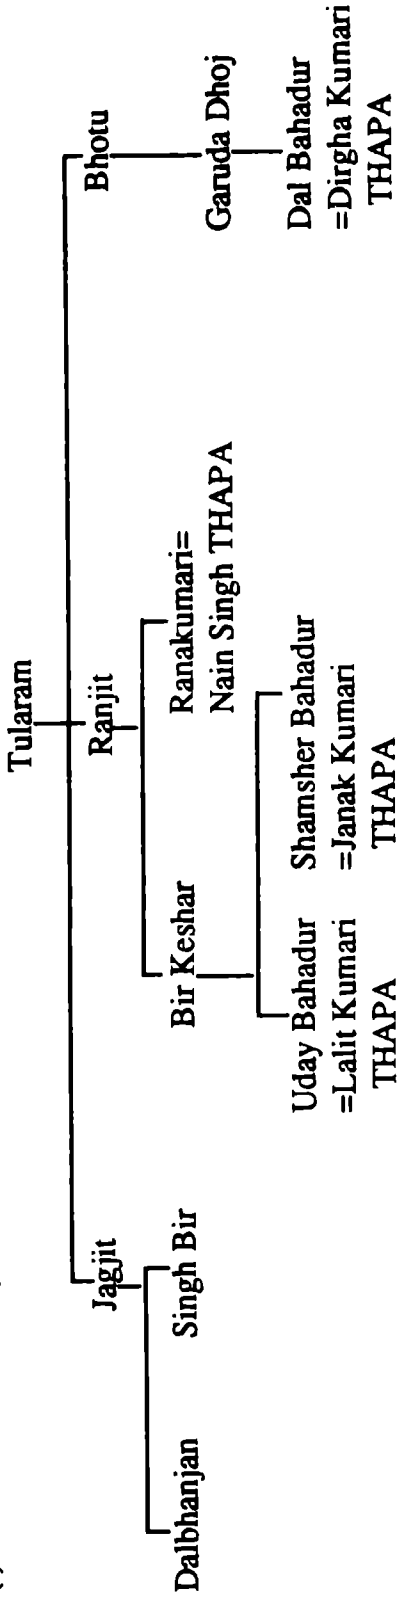 Tularam
Jagjit
Ranjit
Bhotu
Dalbhanjan
Singh Bir
Bir Keshar
Ranakumari=
Nain Singh THAPA
Garuda Dhoj
Uday Bahadur
=Lalit Kumari
THAPA
Shamsher Bahadur
=Janak Kumari
THAPA
Dal Bahadur
=Dirgha Kumari
THAPA